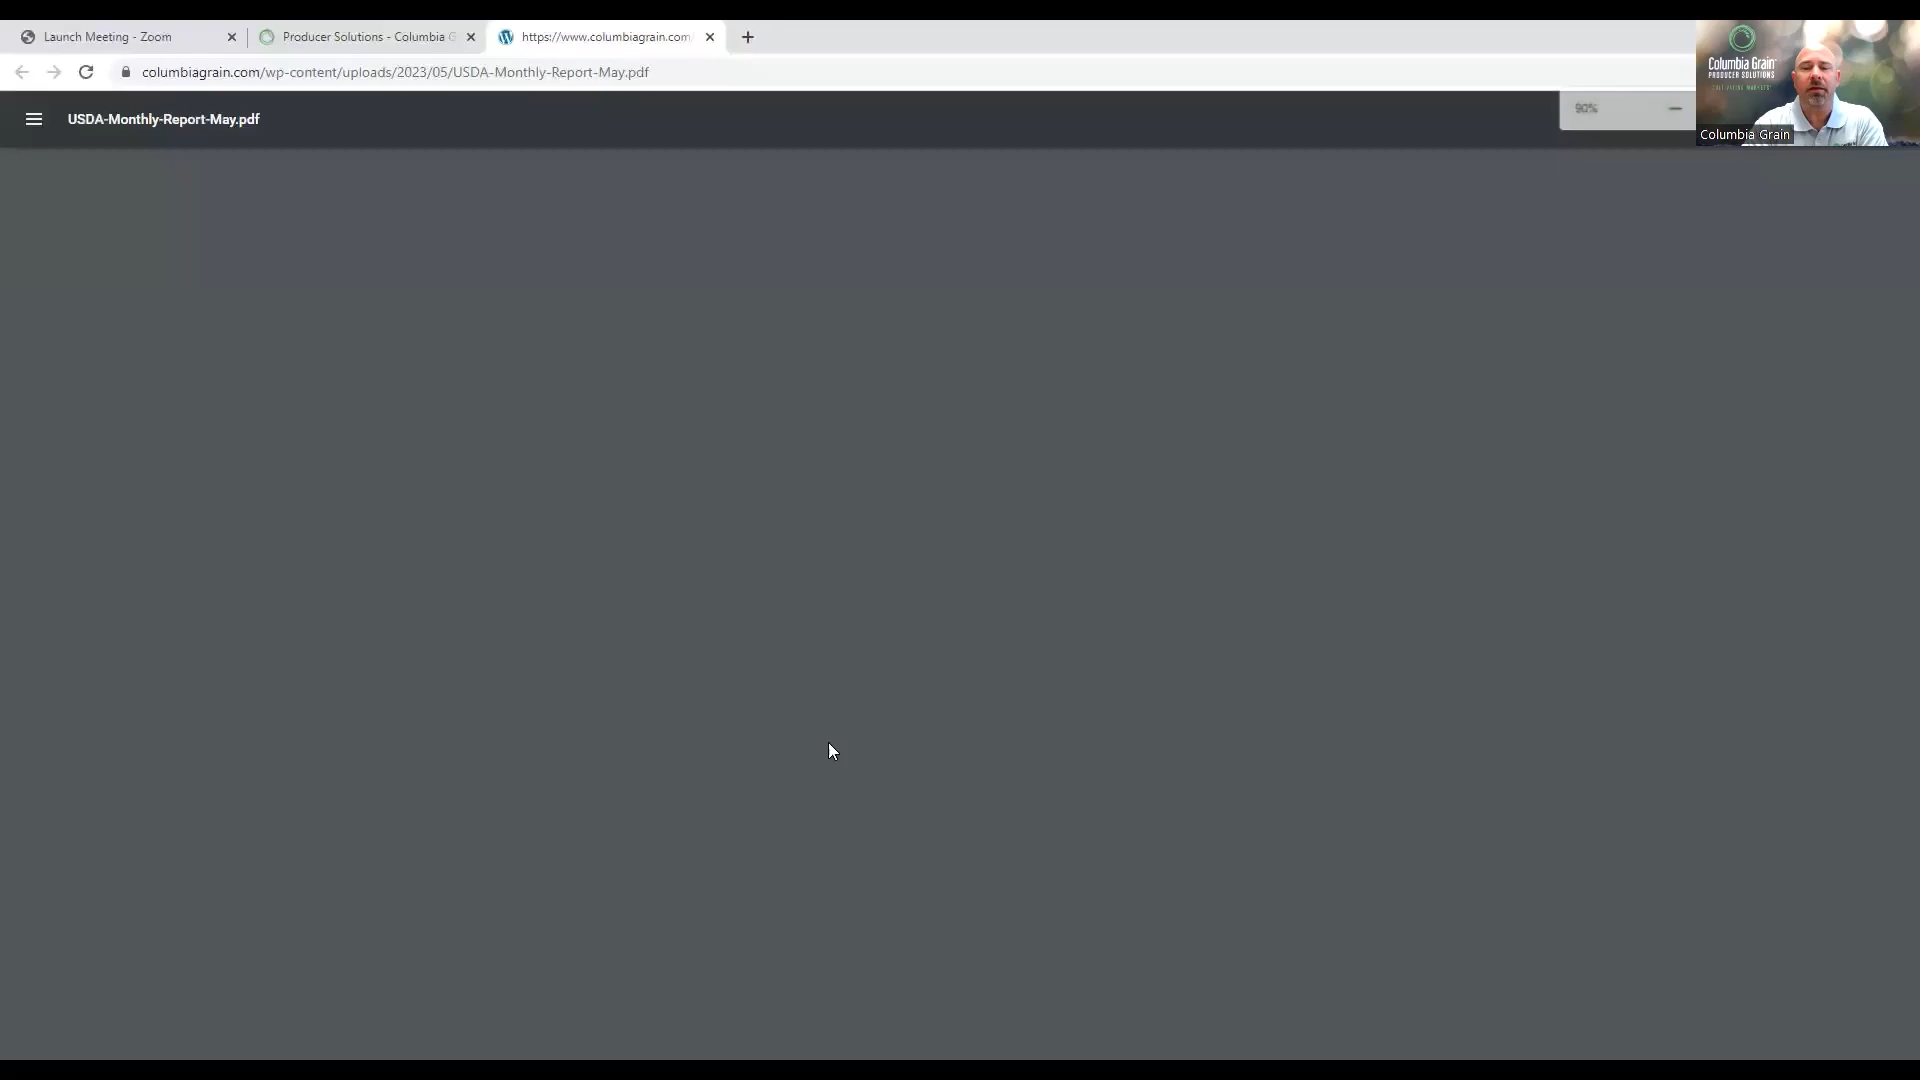 Launch Meeting - Zoom
Producer Solutions - Columbia G
https://www.columbiagrain.com
columbiagrain.com/wp-content/uploads/2023/05/USDA-Monthly-Report-May.pdf
USDA-Monthly-Report-May.pdf
90%
Columbia Grain
PRODUCER SOLUTIONS
Columbia Grain